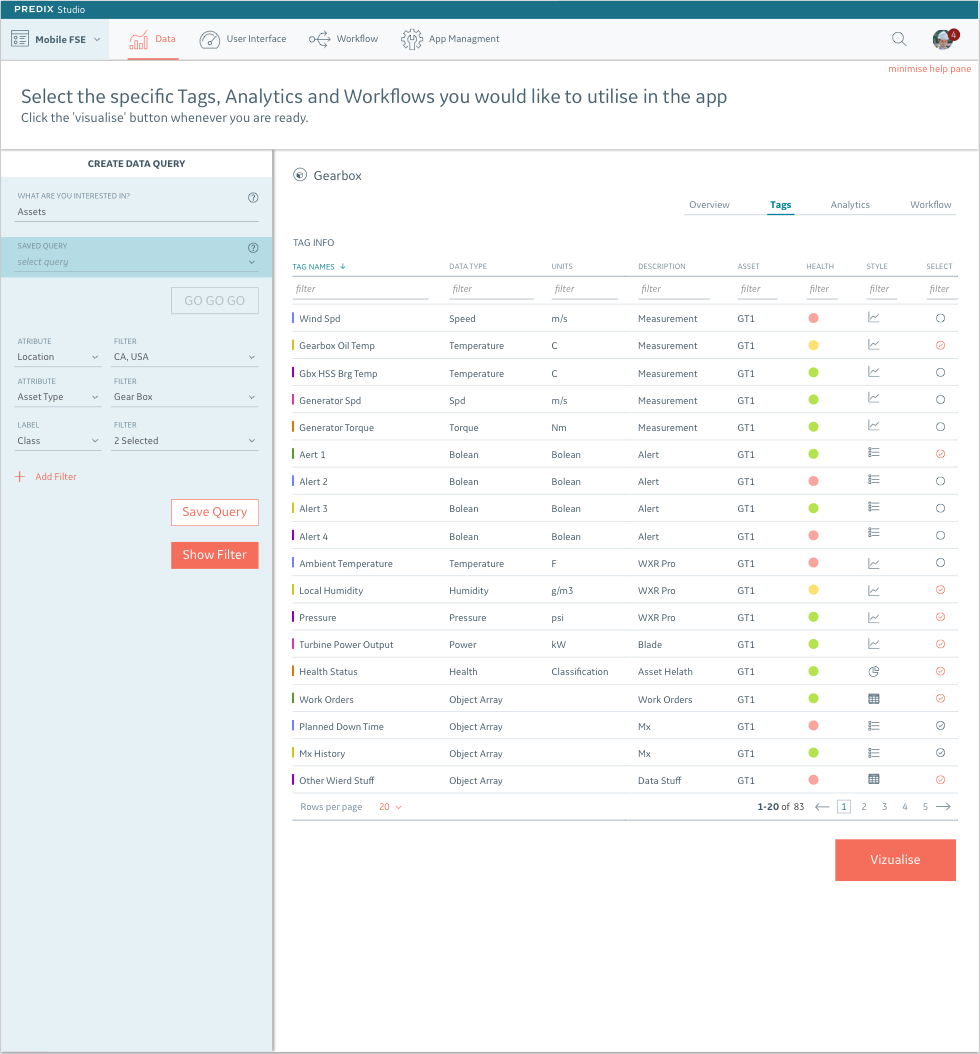 PREDIX Studio
Mobile FSE Data User Interface Workflow App Managment 4
minimise help pane
Select the specific Tags, Analytics and Workflows you would like to utilise in the app
Click the 'visualise' button whenever you are ready.
CREATE DATA QUERY
WHAT ARE YOU INTERESTED IN? ?
Assets
SAVED QUERY ?
select query
GO GO GO
ATRIBUTE FILTER
Location CA, USA
ATTRIBUTE FILTER
Asset Type Gear Box
LABEL FILTER
Class 2 Selected
Add Filter
Save Query
Show Filter
Gearbox
Overview Tags Analytics Workflow
TAG INFO
TAG NAMES DATA TYPE UNITS DESCRIPTION ASSET HEALTH STYLE SELECT
filter filter filter filter filter filter filter filter
Wind Spd Speed m/s Measurement GT1
Gearbox Oil Temp Temperature C Measurement GT1
Gbx HSS Brg Temp Temperature C Measurement GT1
Generator Spd Spd m/s Measurement GT1
Generator Torque Torque Nm Measurement GT1
Aert 1 Bolean Bolean Alert GT1
Alert 2 Bolean Bolean Alert GT1
Alert 3 Bolean Bolean Alert GT1
Alert 4 Bolean Bolean Alert GT1
Ambient Temperature Temperature F WXR Pro GT1
Local Humidity Humidity g/m3 WXR Pro GT1
Pressure Pressure psi WXR Pro GT1
Turbine Power Output Power kW Blade GT1
Health Status Health Classification Asset Helath GT1
Work Orders Object Array Work Orders GT1
Planned Down Time Object Array Mx GT1
Mx History Object Array Mx GT1
Other Wierd Stuff Object Array Data Stuff GT1
Rows per page 20 1-20 of 83 1 2 3 4 5
Vizualise